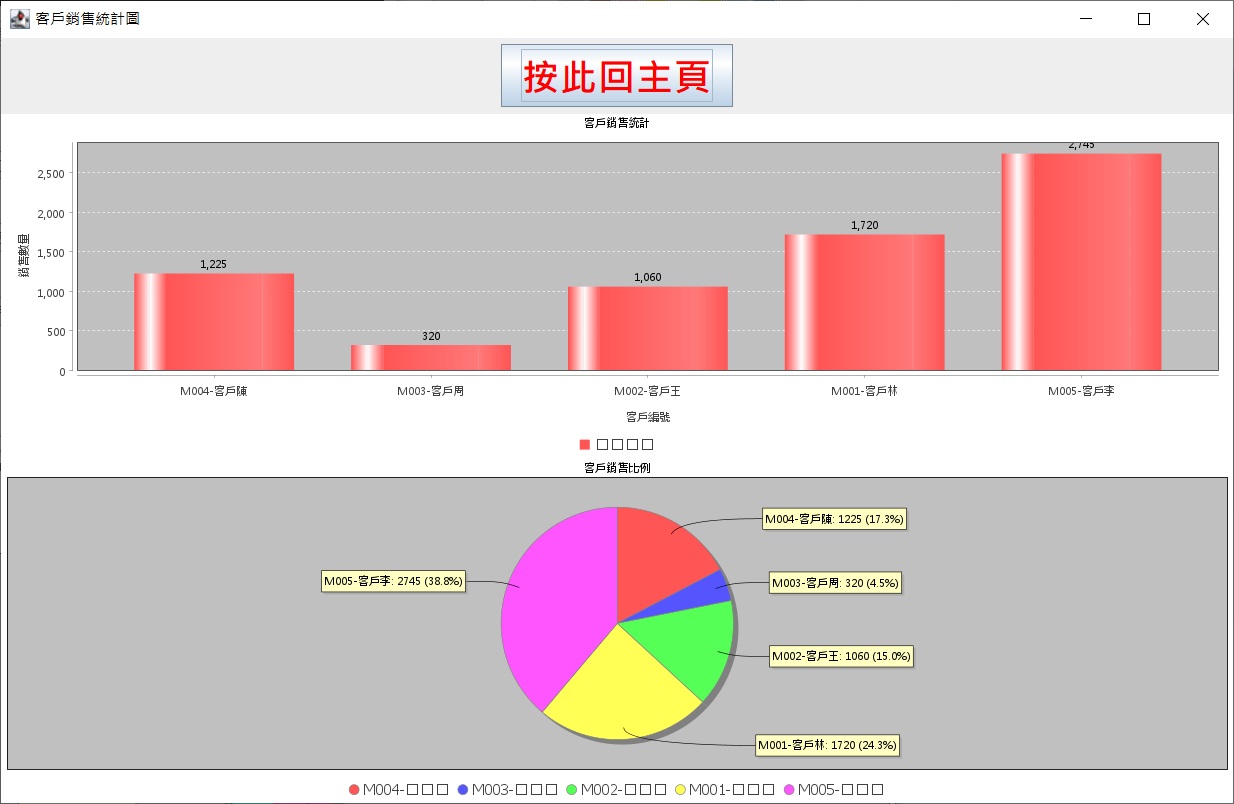 客戶銷售統計圖
按此回主頁
客戶銷售統計
銷售數量
2,500
2,000
1,500
1,000
500
0
1,225
320
1,060
1,720
2,745
M004-客戶陳
M003-客戶周
M002-客戶王
M001-客戶林
M005-客戶李
客戶編號
□□□□
客戶銷售比例
M004-客戶陳: 1225 (17.3%)
M005-客戶李: 2745 (38.8%)
M003-客戶周: 320 (4.5%)
M002-客戶王: 1060 (15.0%)
M001-客戶林: 1720 (24.3%)
M004-□□□ M003-□□□ M002-□□□ M001-□□□ M005-□□□